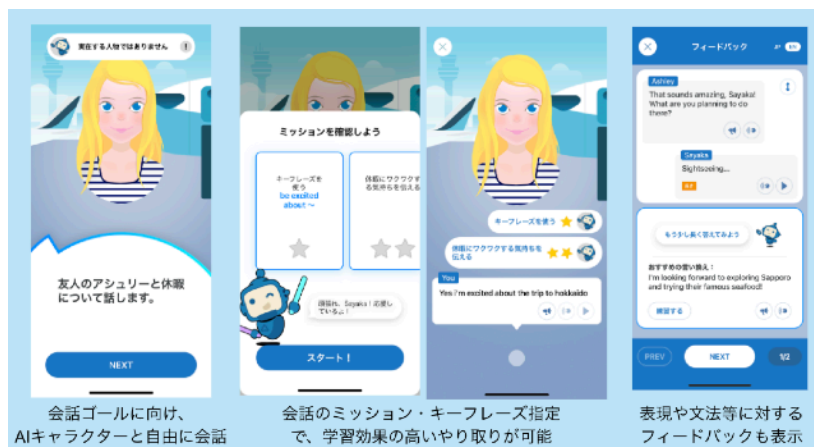 実在する人物ではありません
!
友人のアシュリーと休暇
について話します。
NEXT
会話ゴールに向け、
AIキャラクターと自由に会話
ミッションを確認しよう
キーフレーズを
使う
be excited
about ～
休暇にワクワクす
る気持ちを伝える
頑張れ、Sayaka！応援し
ているよ！
スタート！
キーフレーズを使う
休暇にワクワクする気持ちを
伝える
You
Yes i'm excited about the trip to hokkaido
会話のミッション・キーフレーズ指定
で、学習効果の高いやり取りが可能
フィードバック
Ashley
That sounds amazing, Sayaka!
What are you planning to do
there?
Sayaka
Sightseeing...
もう少し長く答えてみよう
おすすめの言い換え：
I'm looking forward to exploring Sapporo
and trying their famous seafood!
練習する
PREV
NEXT
1/2
表現や文法等に対する
フィードバックも表示